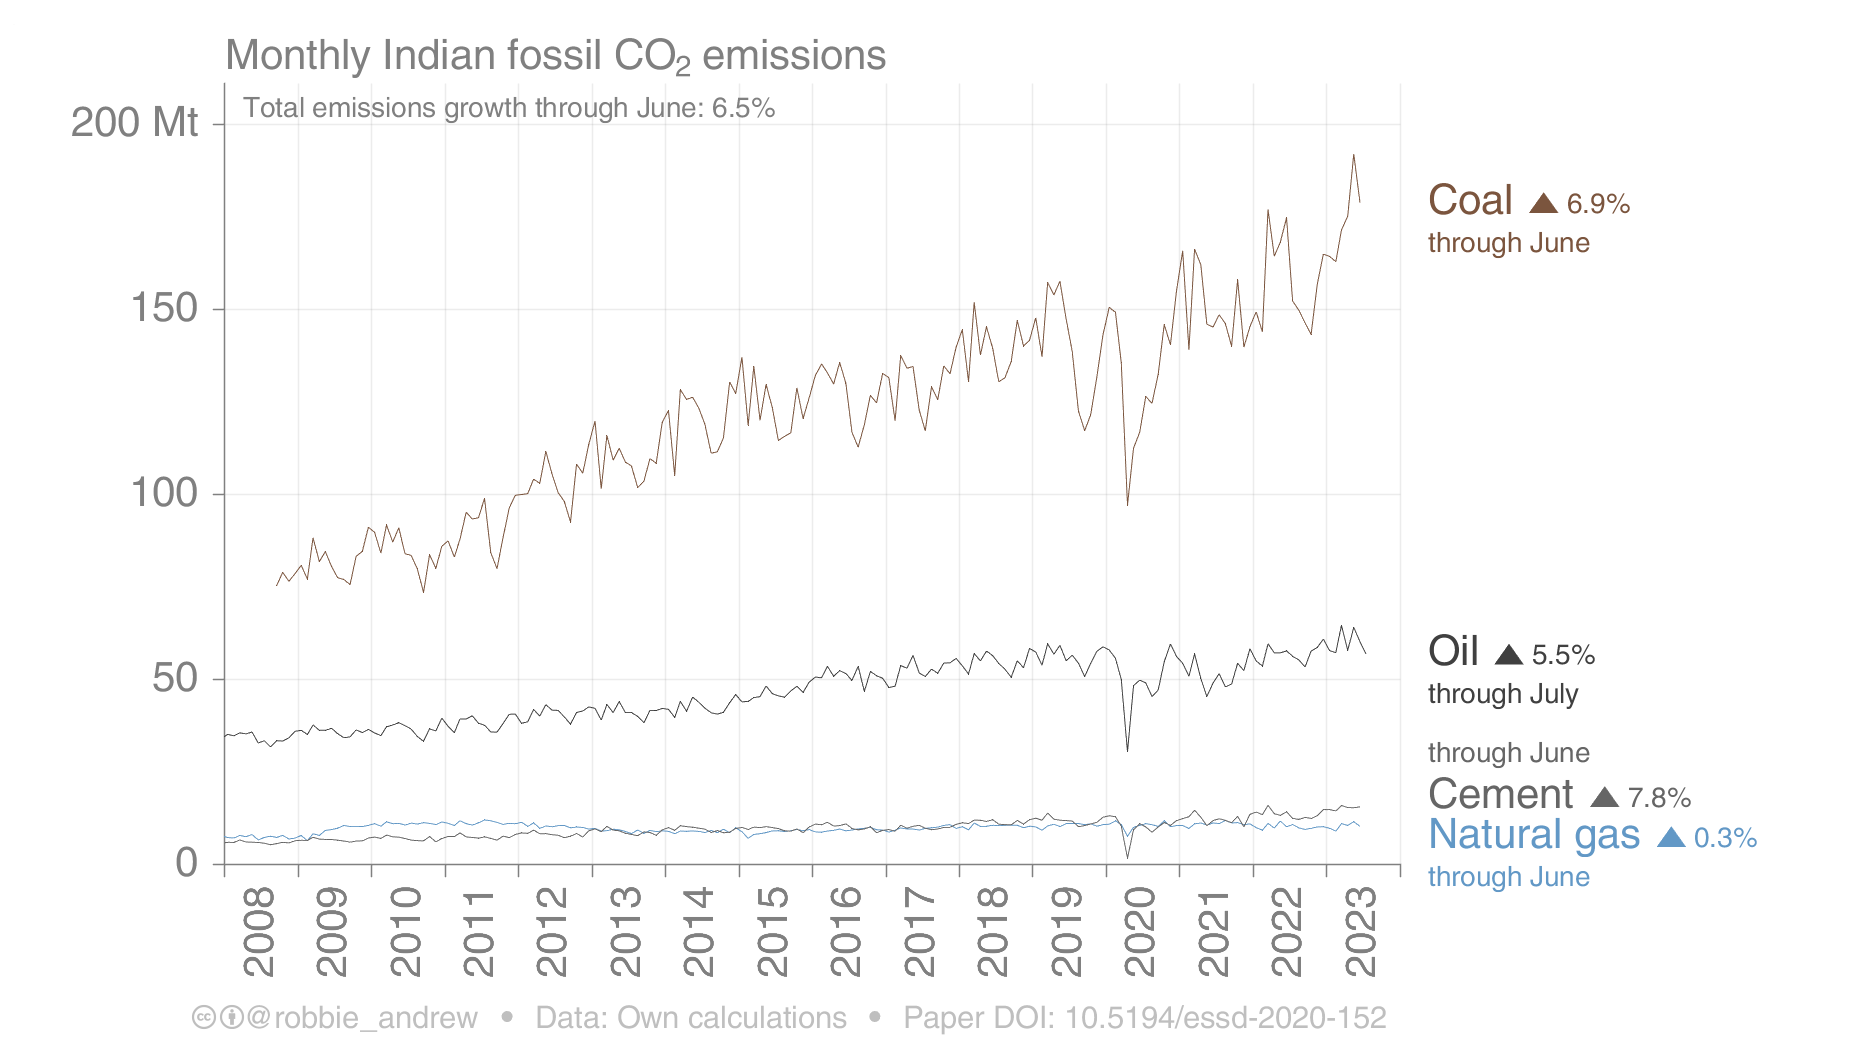 Monthly Indian fossil CO₂ emissions
Total emissions growth through June: 6.5%
200 Mt
150
100
50
0
Coal ▲ 6.9%
through June
Oil ▲ 5.5%
through July
through June
Cement ▲ 7.8%
Natural gas ▲ 0.3%
through June
2008 2009 2010 2011 2012 2013 2014 2015 2016 2017 2018 2019 2020 2021 2022 2023
@robbie_andrew • Data: Own calculations • Paper DOI: 10.5194/essd-2020-152